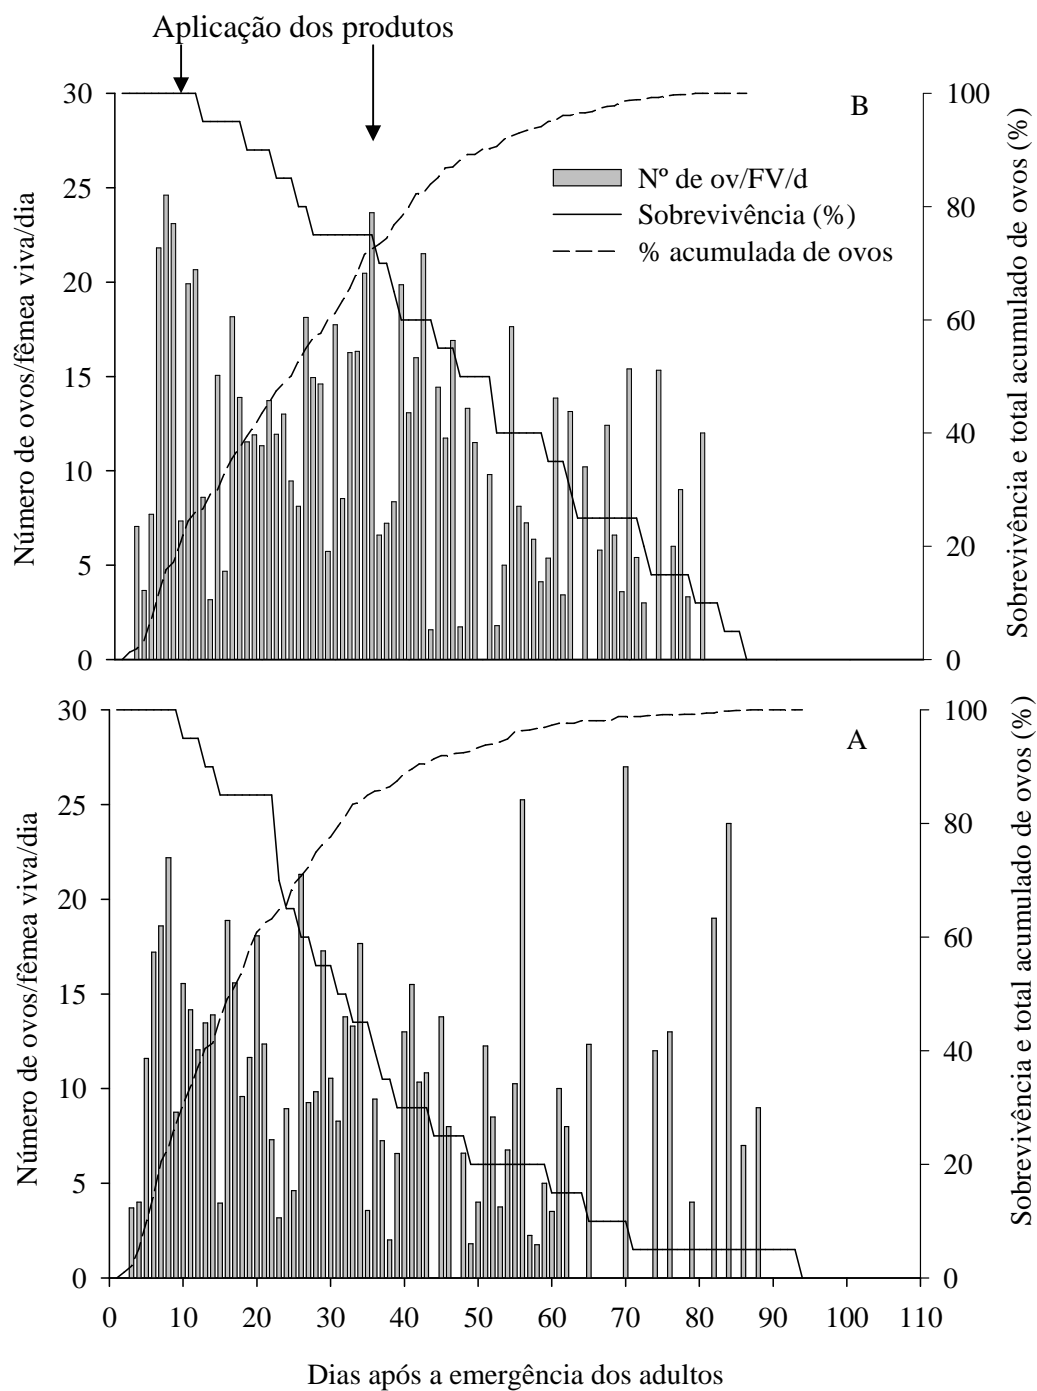 Aplicação dos produtos
B
Nº de ov/FV/d
Sobrevivência (%)
% acumulada de ovos
Número de ovos/fêmea viva/dia
30
25
20
15
10
5
0
100
80
60
40
20
0
Sobrevivência e total acumulado de ovos (%)
A
Número de ovos/fêmea viva/dia
30
25
20
15
10
5
0
100
80
60
40
20
0
Sobrevivência e total acumulado de ovos (%)
0 10 20 30 40 50 60 70 80 90 100 110
Dias após a emergência dos adultos